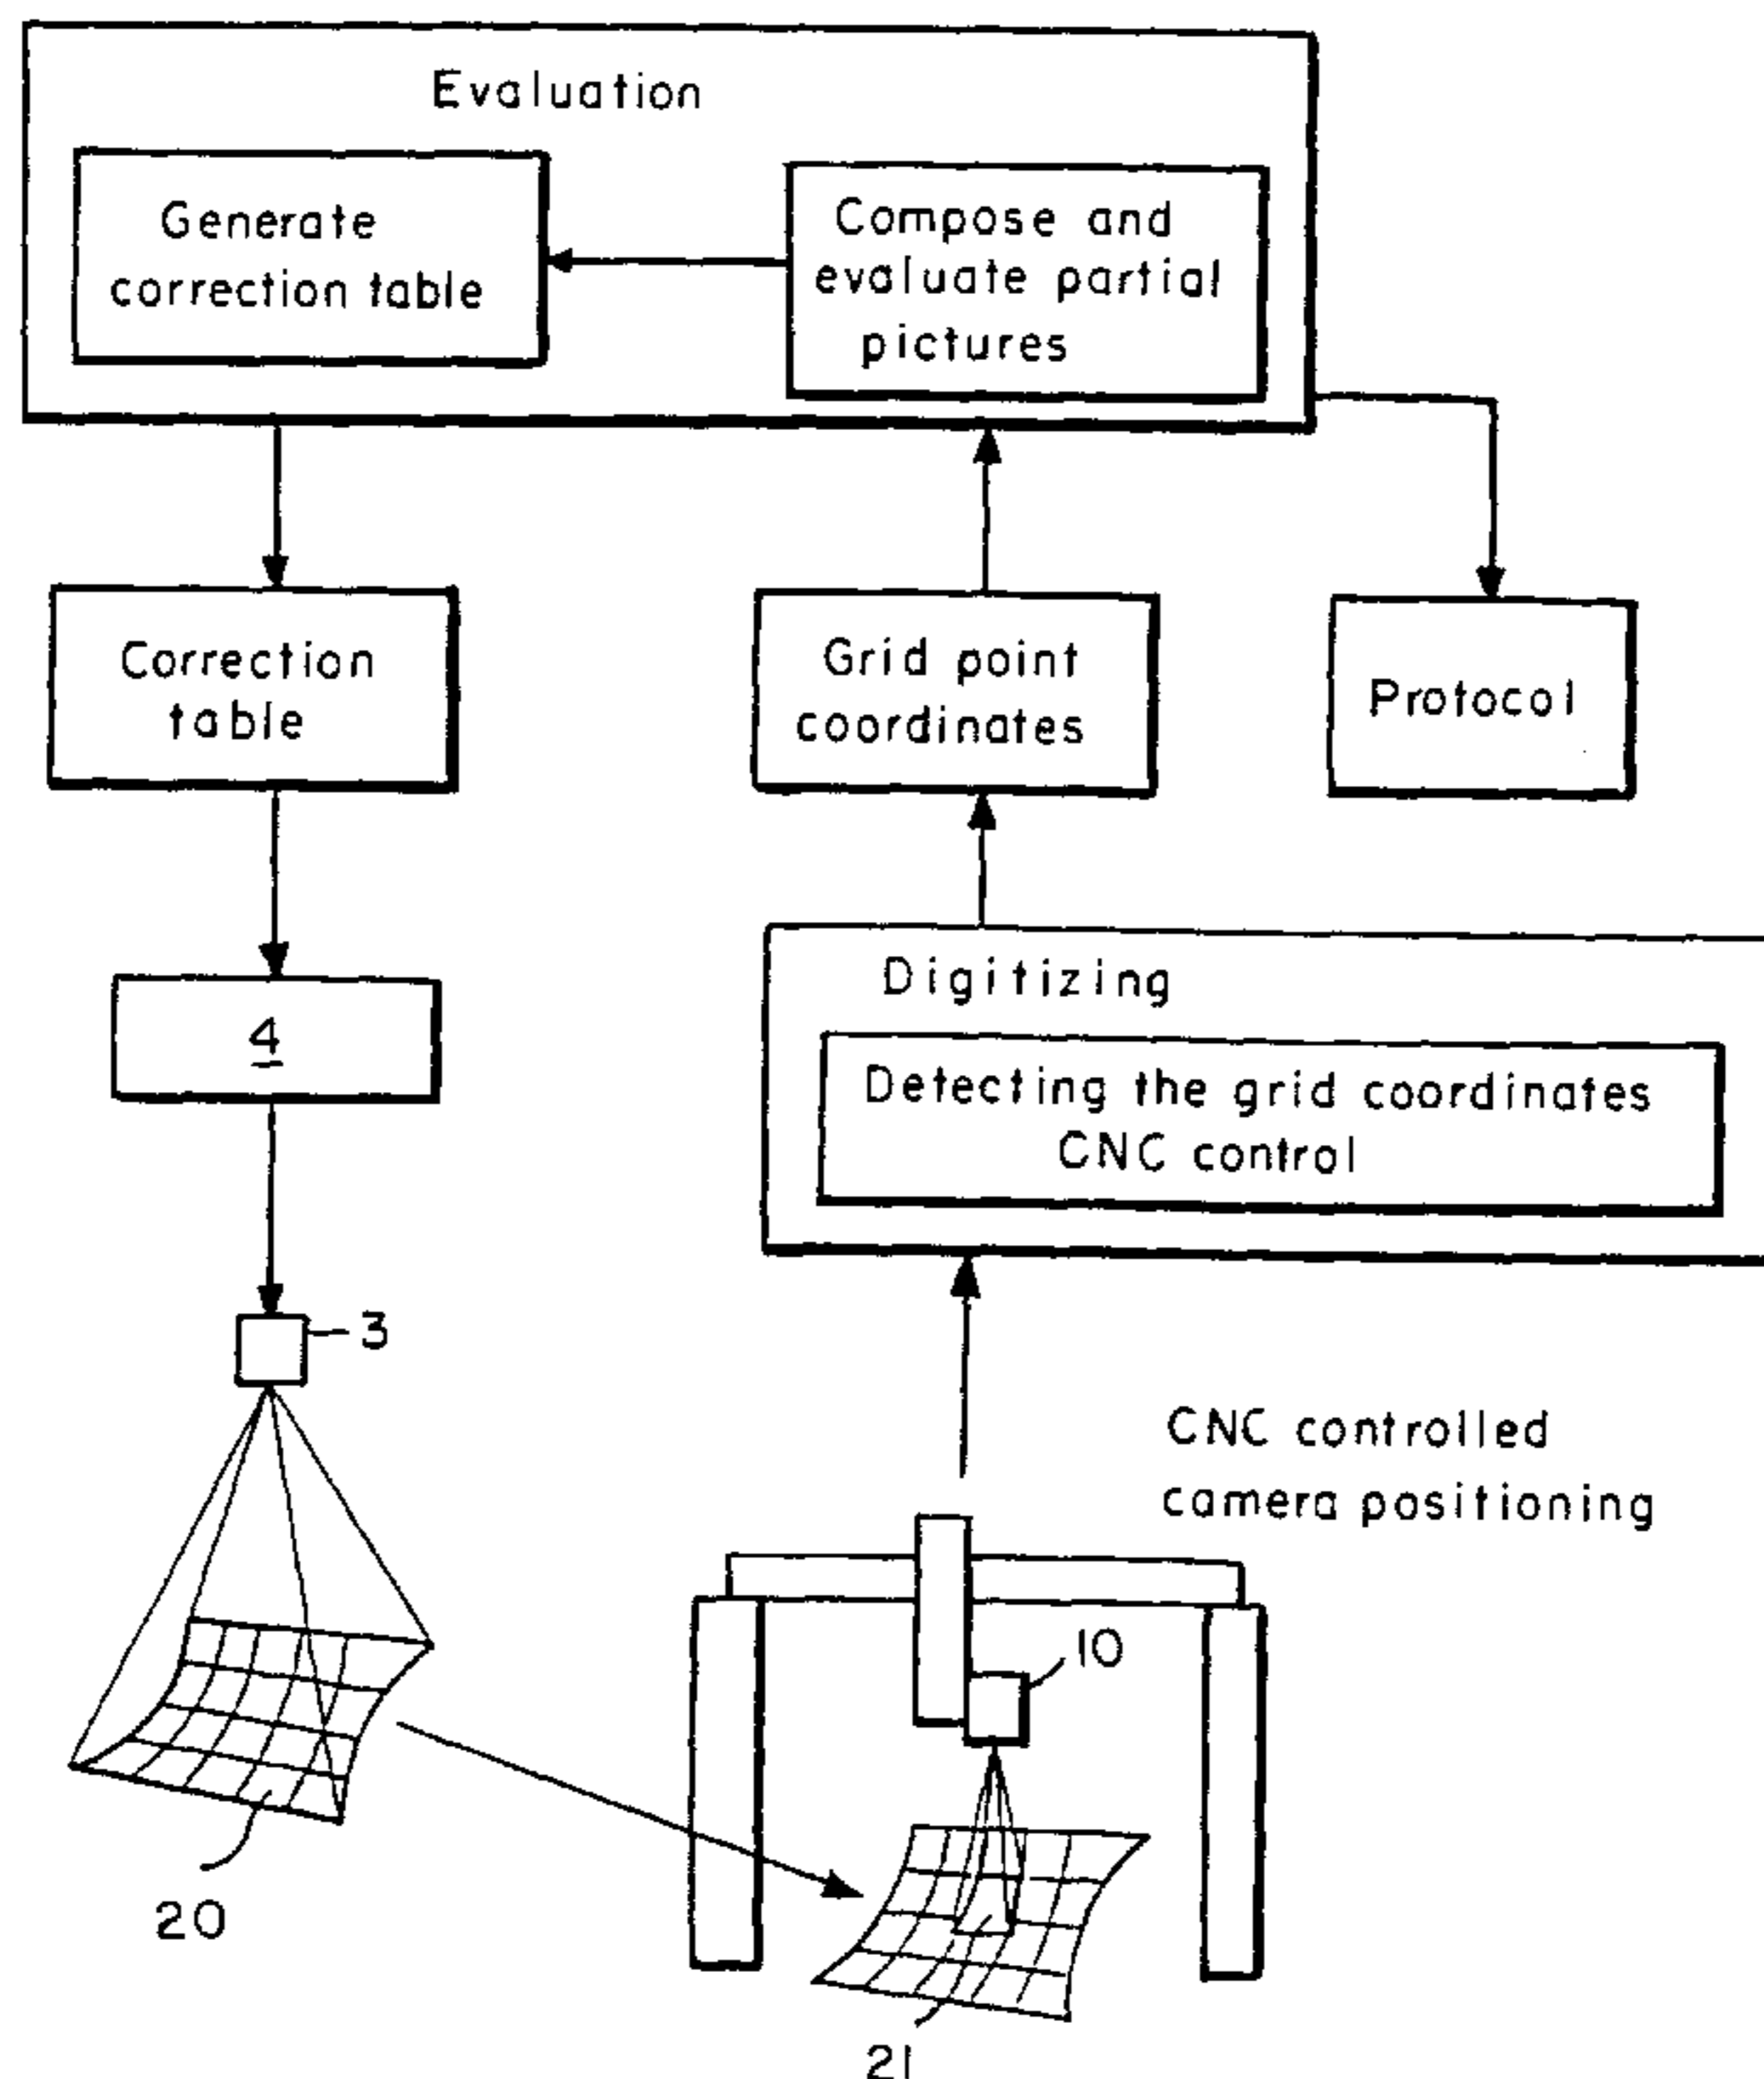 Evaluation
Generate
correction table
Compose and
evaluate partial
pictures
Correction
table
Grid point
coordinates
Protocol
4
Digitizing
Detecting the grid coordinates
CNC control
3
CNC controlled
camera positioning
10
20
21